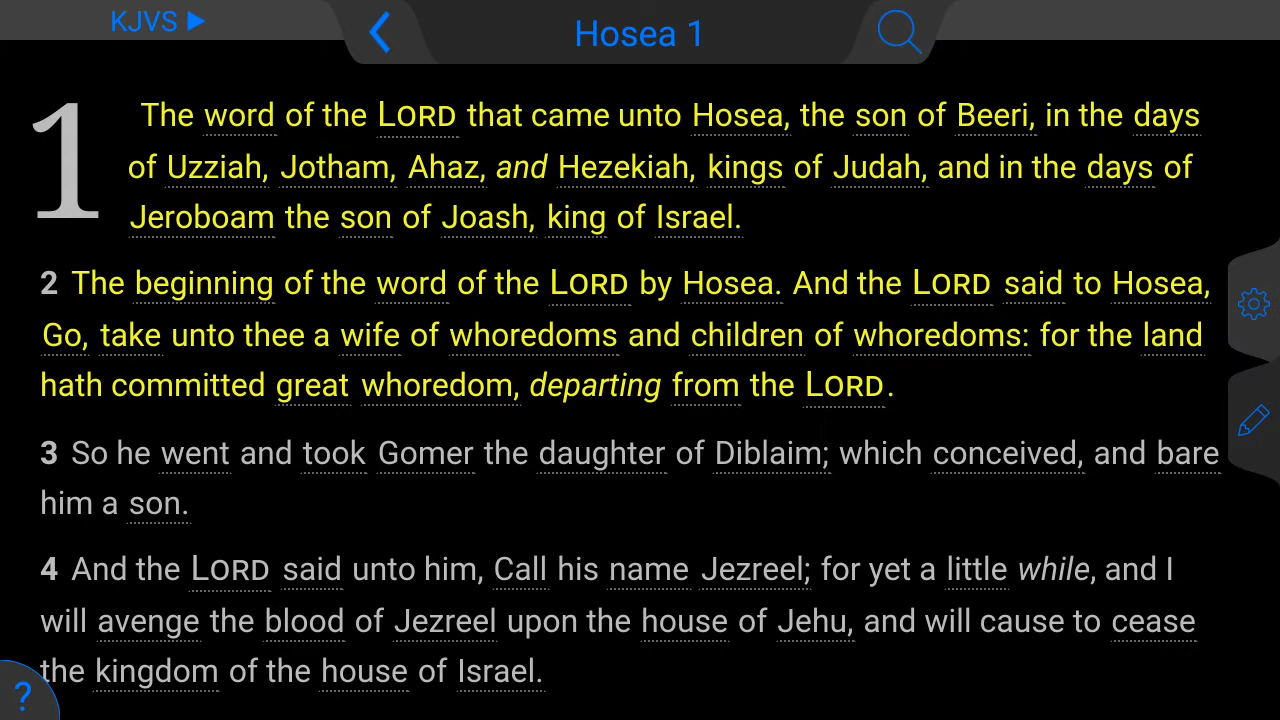 KJVS ▶
Hosea 1
1 The word of the LORD that came unto Hosea, the son of Beeri, in the days
of Uzziah, Jotham, Ahaz, and Hezekiah, kings of Judah, and in the days of
Jeroboam the son of Joash, king of Israel.
2 The beginning of the word of the LORD by Hosea. And the LORD said to Hosea,
Go, take unto thee a wife of whoredoms and children of whoredoms: for the land
hath committed great whoredom, departing from the LORD.
3 So he went and took Gomer the daughter of Diblaim; which conceived, and bare
him a son.
4 And the LORD said unto him, Call his name Jezreel; for yet a little while, and I
will avenge the blood of Jezreel upon the house of Jehu, and will cause to cease
the kingdom of the house of Israel.
?